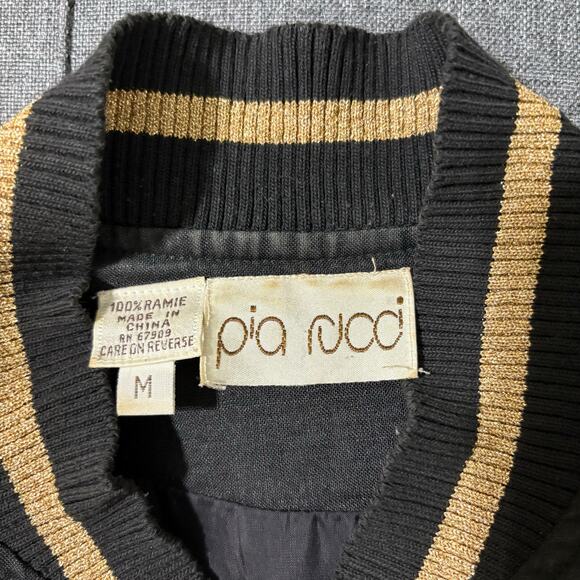 100% RAMIE
MADE IN
CHINA
RN 67909
CARE ON REVERSE
M
pia rucci